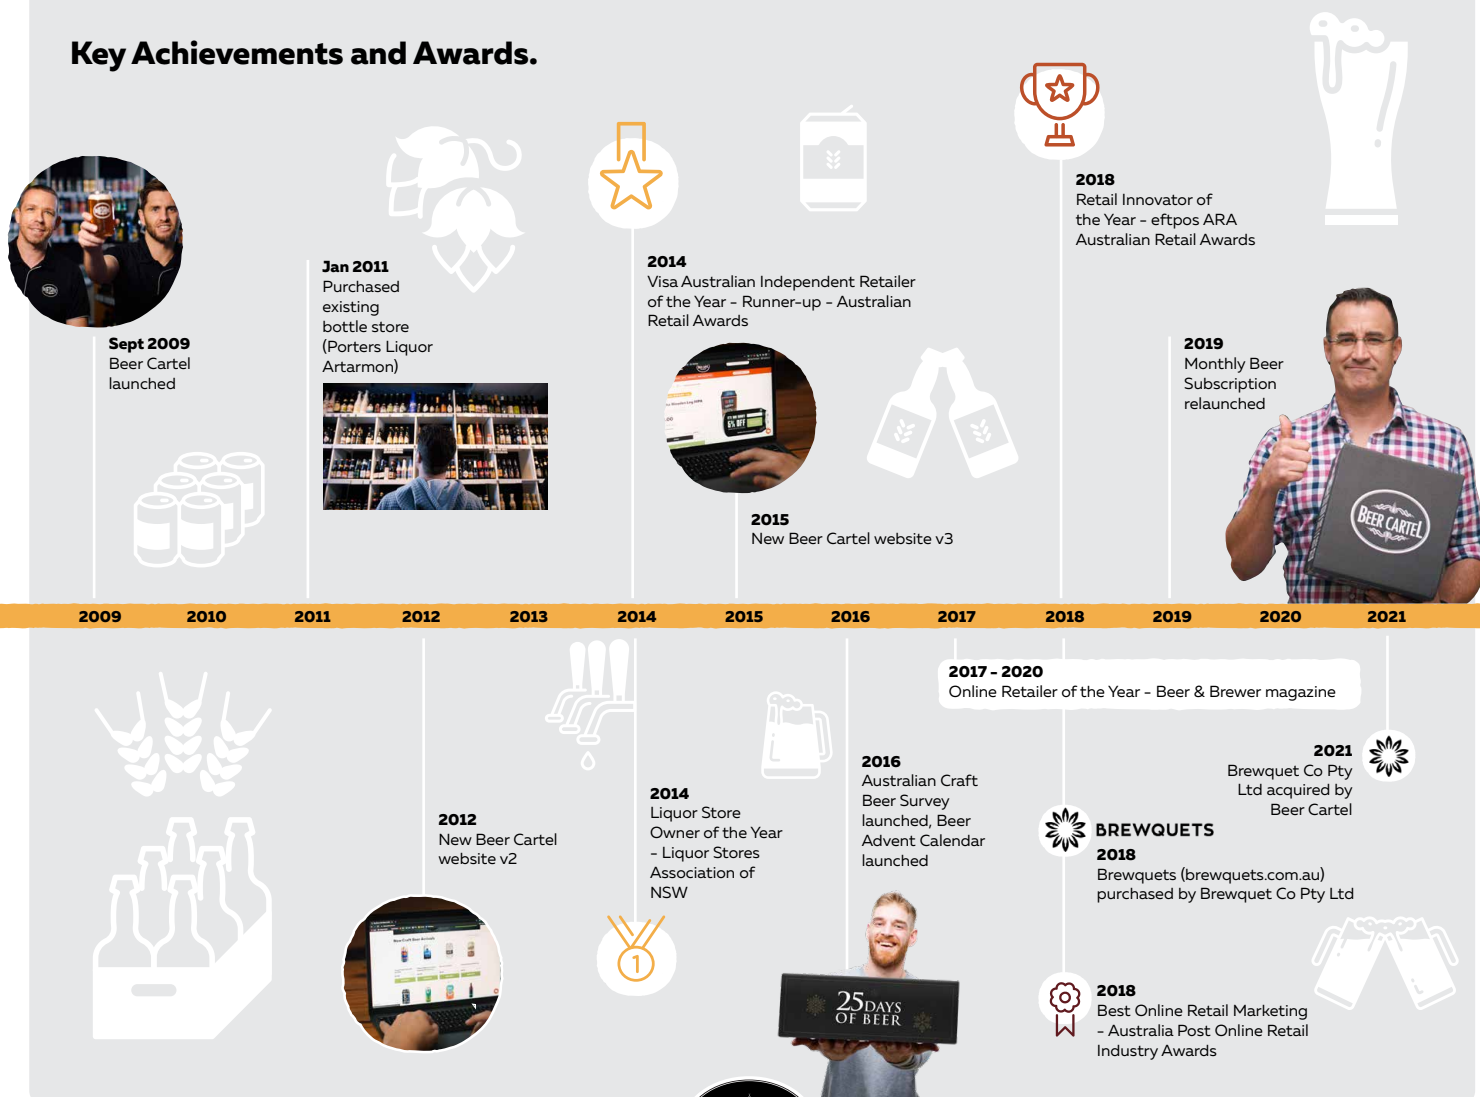 Key Achievements and Awards.
Sept 2009
Beer Cartel
launched
Jan 2011
Purchased
existing
bottle store
(Porters Liquor
Artarmon)
2014
Visa Australian Independent Retailer
of the Year - Runner-up - Australian
Retail Awards
5% OFF
2015
New Beer Cartel website v3
2018
Retail Innovator of
the Year - eftpos ARA
Australian Retail Awards
2019
Monthly Beer
Subscription
relaunched
BEER CARTEL
2009 2010 2011 2012 2013 2014 2015 2016 2017 2018 2019 2020 2021
2012
New Beer Cartel
website v2
New Craft Beer Arrivals
2014
Liquor Store
Owner of the Year
- Liquor Stores
Association of
NSW
1
2016
Australian Craft
Beer Survey
launched, Beer
Advent Calendar
launched
25 DAYS
OF BEER
2017 - 2020
Online Retailer of the Year - Beer & Brewer magazine
2021
Brewquet Co Pty
Ltd acquired by
Beer Cartel
BREWQUETS
2018
Brewquets (brewquets.com.au)
purchased by Brewquet Co Pty Ltd
2018
Best Online Retail Marketing
- Australia Post Online Retail
Industry Awards